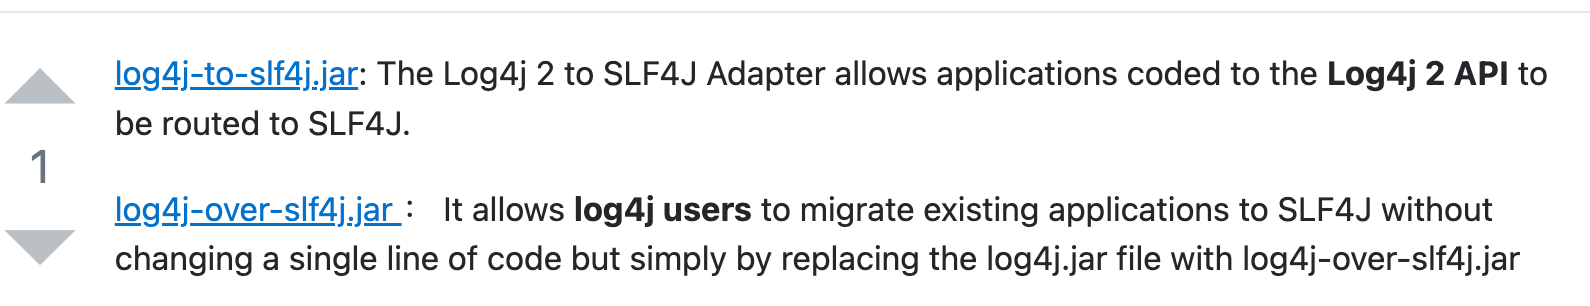 log4j-to-slf4j.jar: The Log4j 2 to SLF4J Adapter allows applications coded to the Log4j 2 API to
be routed to SLF4J.
1
log4j-over-slf4j.jar : It allows log4j users to migrate existing applications to SLF4J without
changing a single line of code but simply by replacing the log4j.jar file with log4j-over-slf4j.jar